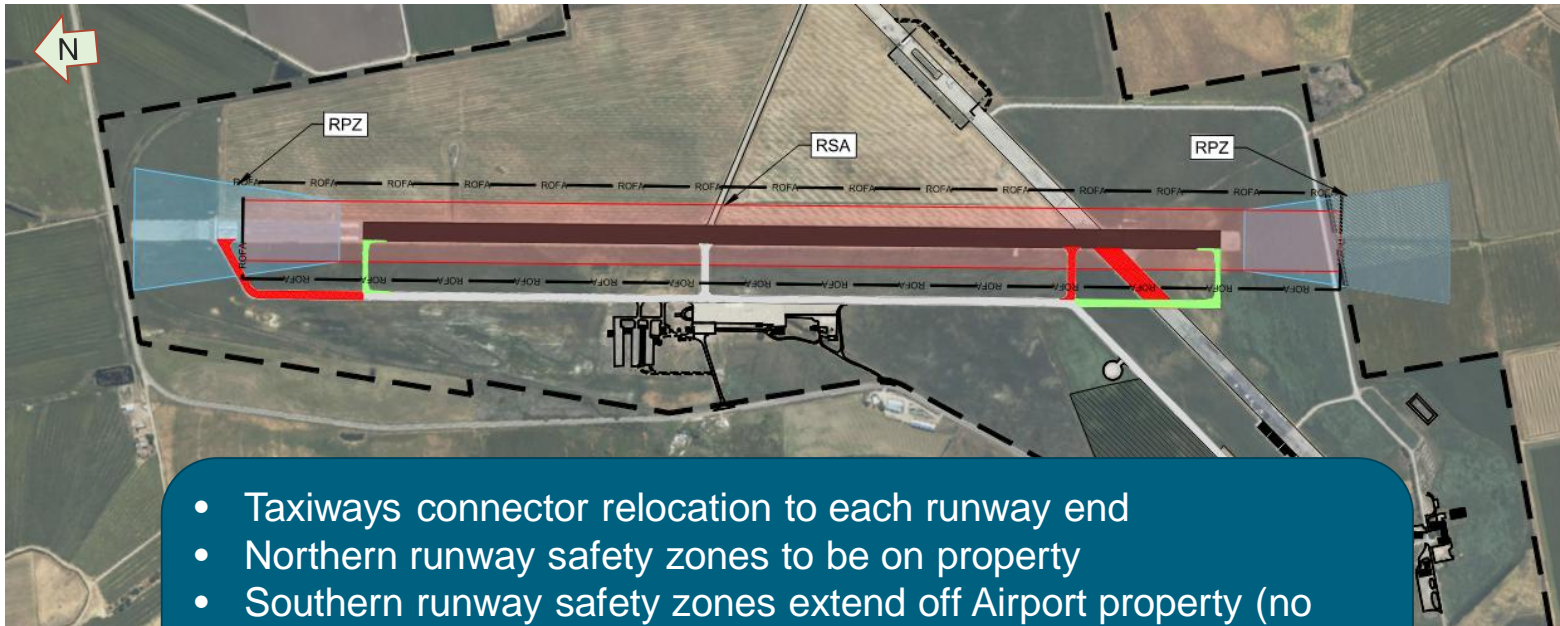 N
RPZ
RSA
RPZ
ROFA ROFA ROFA ROFA ROFA ROFA ROFA ROFA ROFA ROFA ROFA ROFA ROFA ROFA
ROFA
ROFA ROFA ROFA ROFA ROFA ROFA ROFA ROFA ROFA ROFA ROFA ROFA ROFA ROFA
• Taxiways connector relocation to each runway end
• Northern runway safety zones to be on property
• Southern runway safety zones extend off Airport property (no